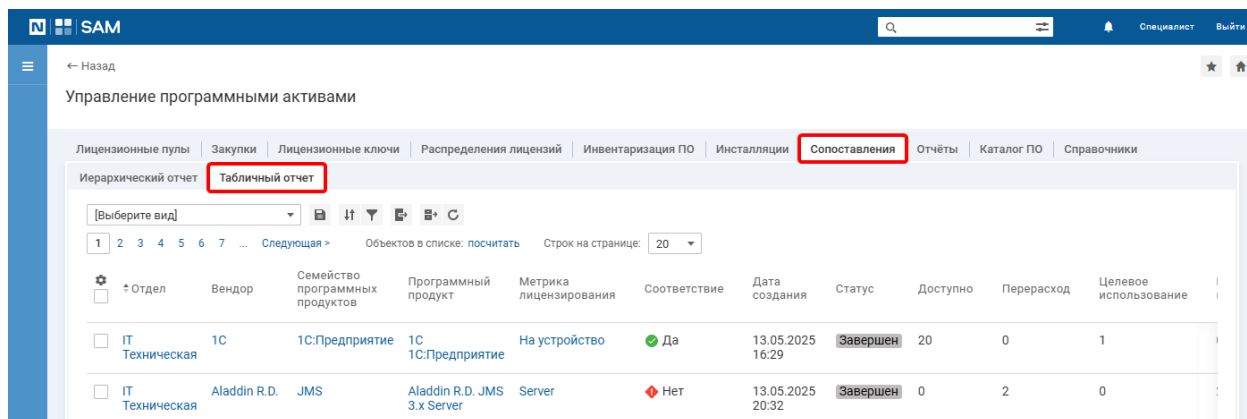 N SAM
Специалист Выйти
← Назад
Управление программными активами
Лицензионные пулы Закупки Лицензионные ключи Распределения лицензий Инвентаризация ПО Инсталляции Сопоставления Отчёты Каталог ПО Справочники
Иерархический отчет Табличный отчет
[Выберите вид]
1 2 3 4 5 6 7 ... Следующая > Объектов в списке: посчитать Строк на странице: 20
Отдел Вендор Семейство программных продуктов Программный продукт Метрика лицензирования Соответствие Дата создания Статус Доступно Перерасход Целевое использование
IT Техническая 1С 1С:Предприятие 1С 1С:Предприятие На устройство Да 13.05.2025 16:29 Завершен 20 0 1
IT Техническая Aladdin R.D. JMS Aladdin R.D. JMS 3.x Server Server Нет 13.05.2025 20:32 Завершен 0 2 0